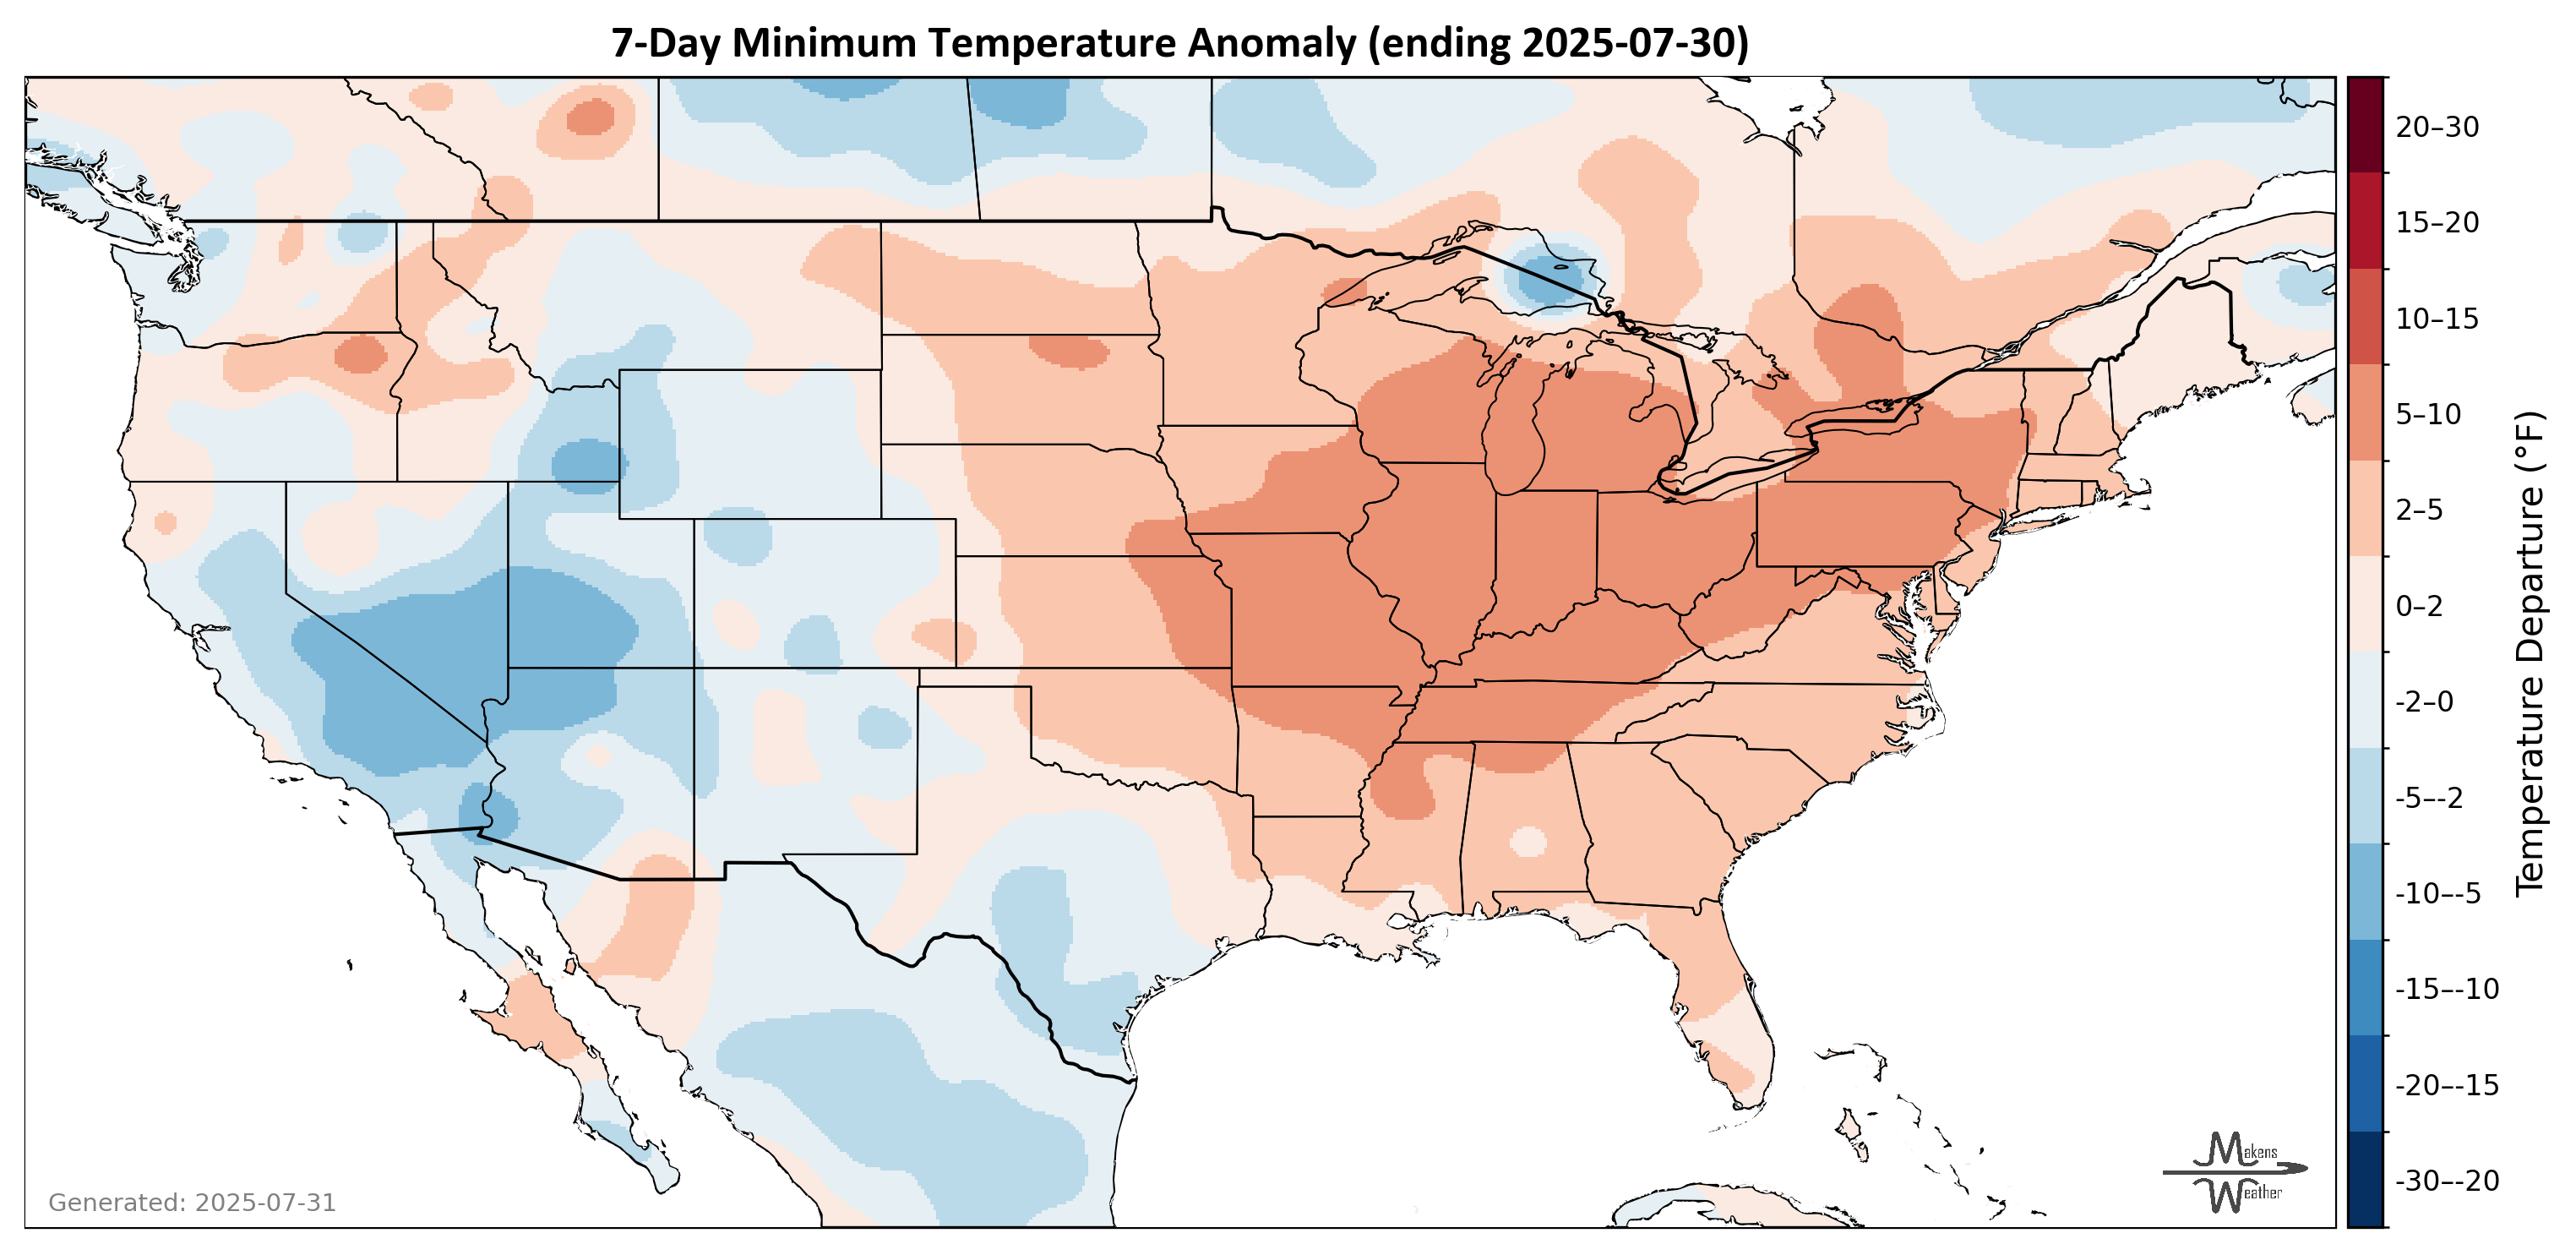 7-Day Minimum Temperature Anomaly (ending 2025-07-30)
20–30
15–20
10–15
5–10
2–5
0–2
-2–0
-5–-2
-10–-5
-15–-10
-20–-15
-30–-20
Temperature Departure (°F)
Makens
Weather
Generated: 2025-07-31